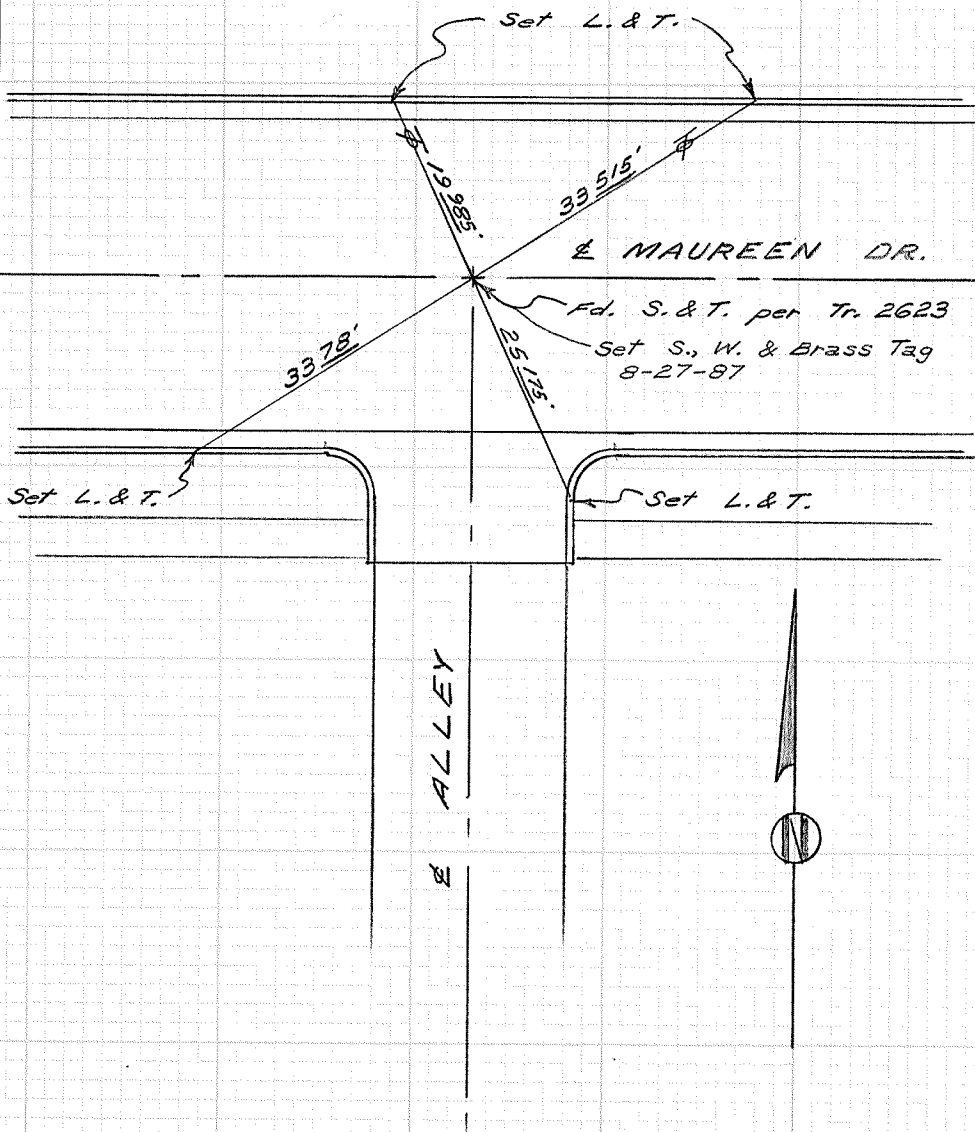 Set L. & T.
19 985'
33 515'
℄ MAUREEN DR.
Fd. S. & T. per Tr. 2623
Set S., W. & Brass Tag
8-27-87
33 78'
25 175'
Set L. & T.
Set L. & T.
℄ ALLEY
N